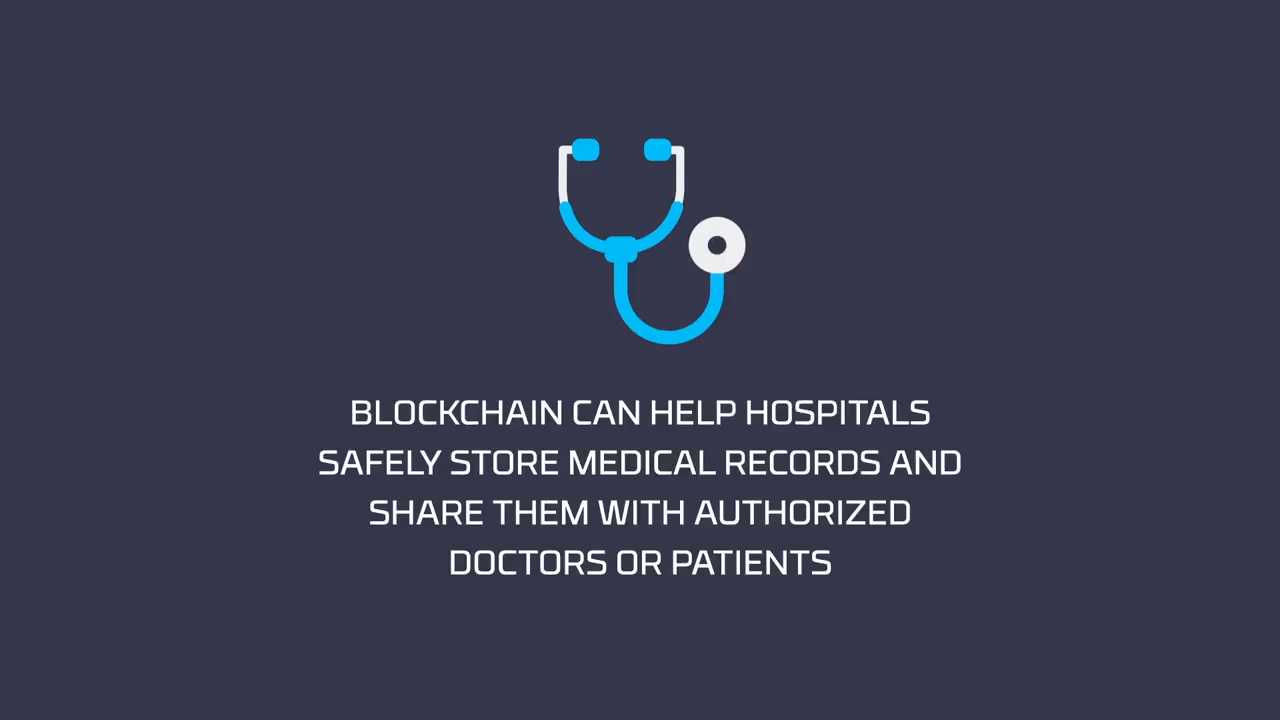 BLOCKCHAIN CAN HELP HOSPITALS
SAFELY STORE MEDICAL RECORDS AND
SHARE THEM WITH AUTHORIZED
DOCTORS OR PATIENTS